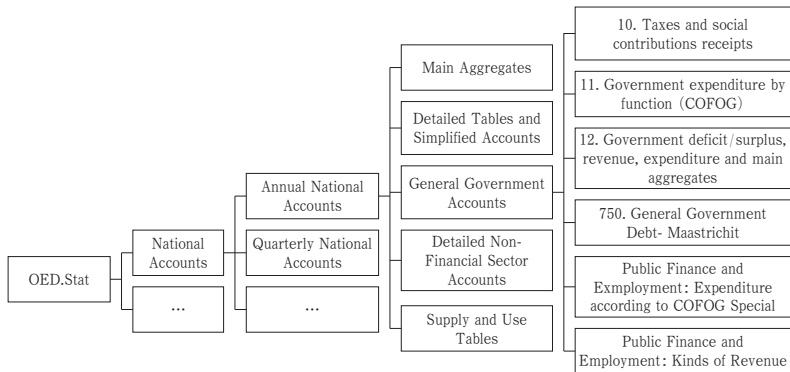 OED.Stat
National
Accounts
...
Annual National
Accounts
Quarterly National
Accounts
...
Main Aggregates
Detailed Tables and
Simplified Accounts
General Government
Accounts
Detailed Non-
Financial Sector
Accounts
Supply and Use
Tables
10. Taxes and social
contributions receipts
11. Government expenditure by
function (COFOG)
12. Government deficit/surplus,
revenue, expenditure and main
aggregates
750. General Government
Debt- Maastrichit
Public Finance and
Exmployment: Expenditure
according to COFOG Special
Public Finance and
Employment: Kinds of Revenue